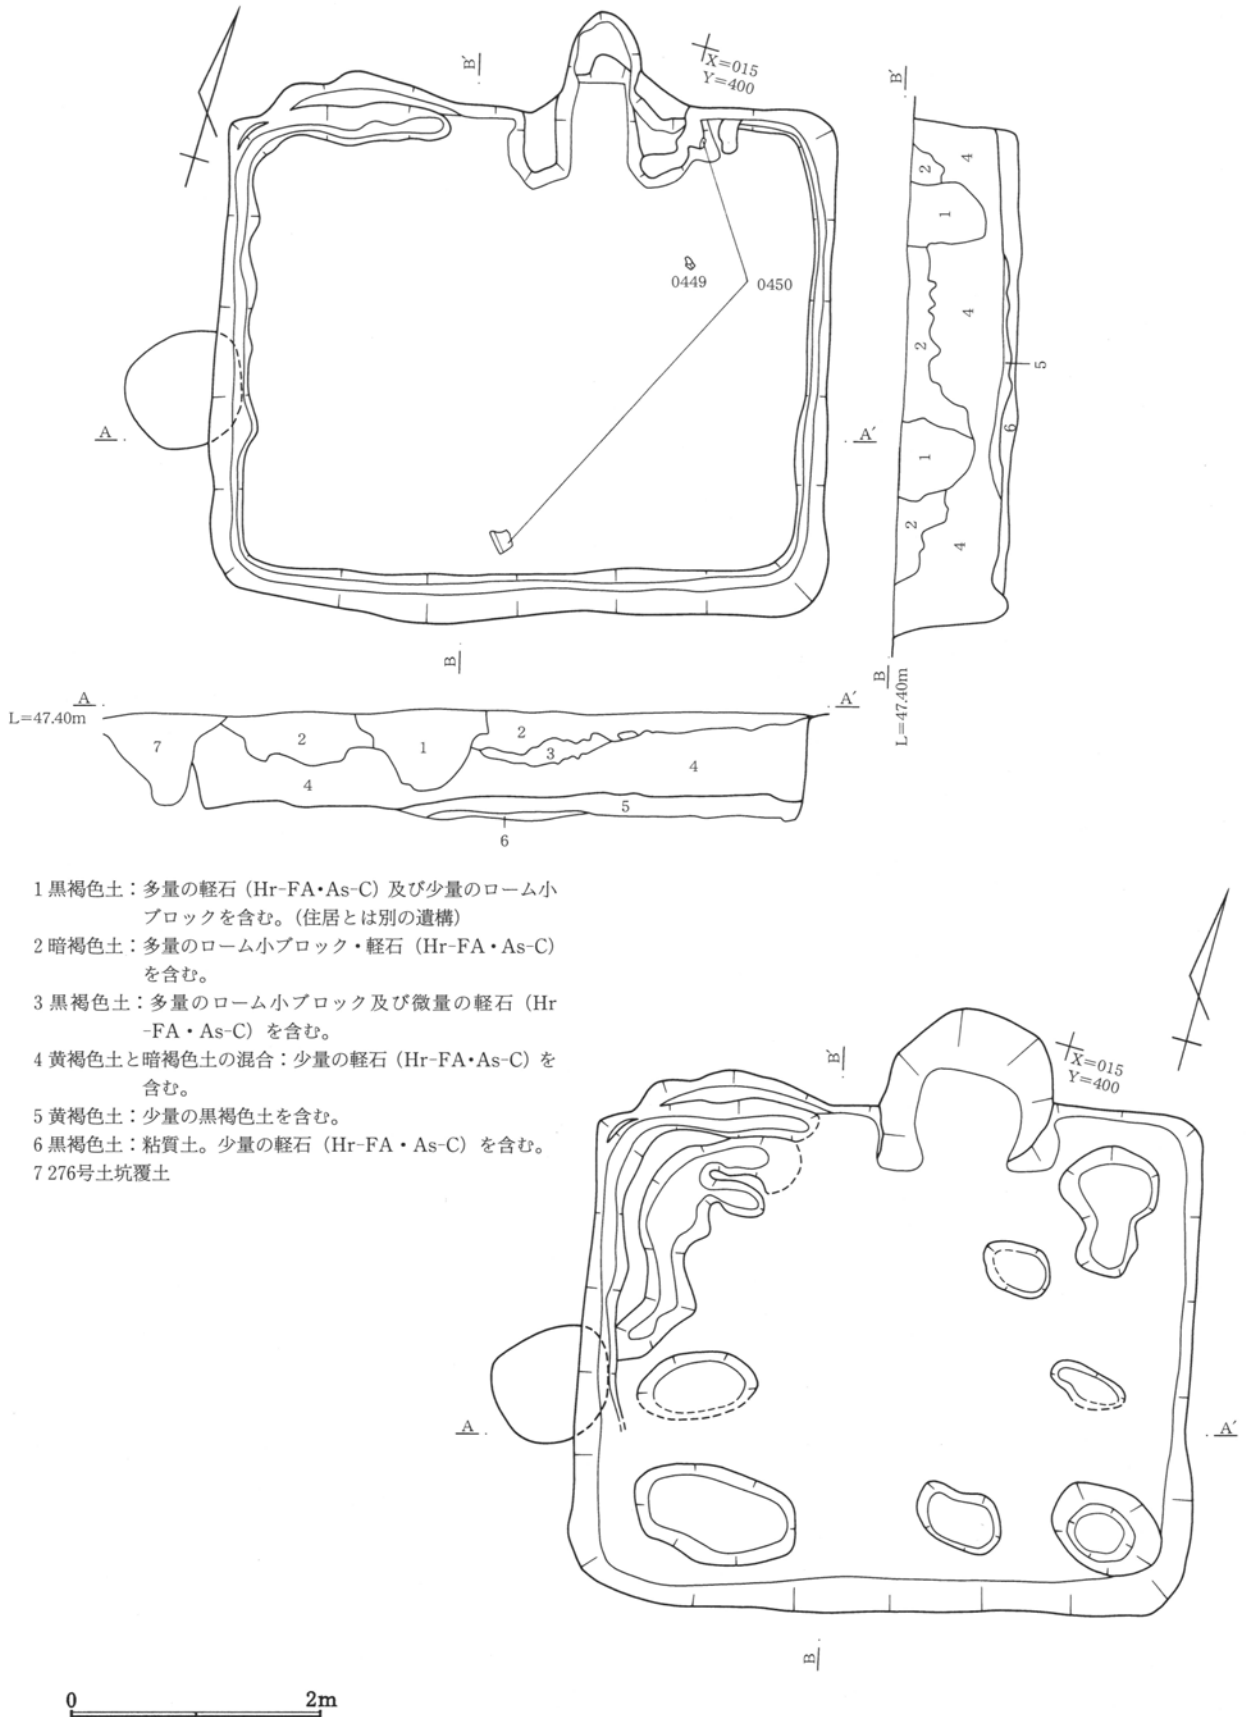 B′
X=015
Y=400
0449
0450
A
A′
B
B′
2
4
1
2
4
5
6
1
2
4
B
L=47.40m
A
A′
L=47.40m
7
2
1
2
3
4
4
5
6
1 黒褐色土：多量の軽石（Hr-FA・As-C）及び少量のローム小
ブロックを含む。（住居とは別の遺構）
2 暗褐色土：多量のローム小ブロック・軽石（Hr-FA・As-C）
を含む。
3 黒褐色土：多量のローム小ブロック及び微量の軽石（Hr
-FA・As-C）を含む。
4 黄褐色土と暗褐色土の混合：少量の軽石（Hr-FA・As-C）を
含む。
5 黄褐色土：少量の黒褐色土を含む。
6 黒褐色土：粘質土。少量の軽石（Hr-FA・As-C）を含む。
7 276号土坑覆土
B′
X=015
Y=400
A
A′
B
0 2m